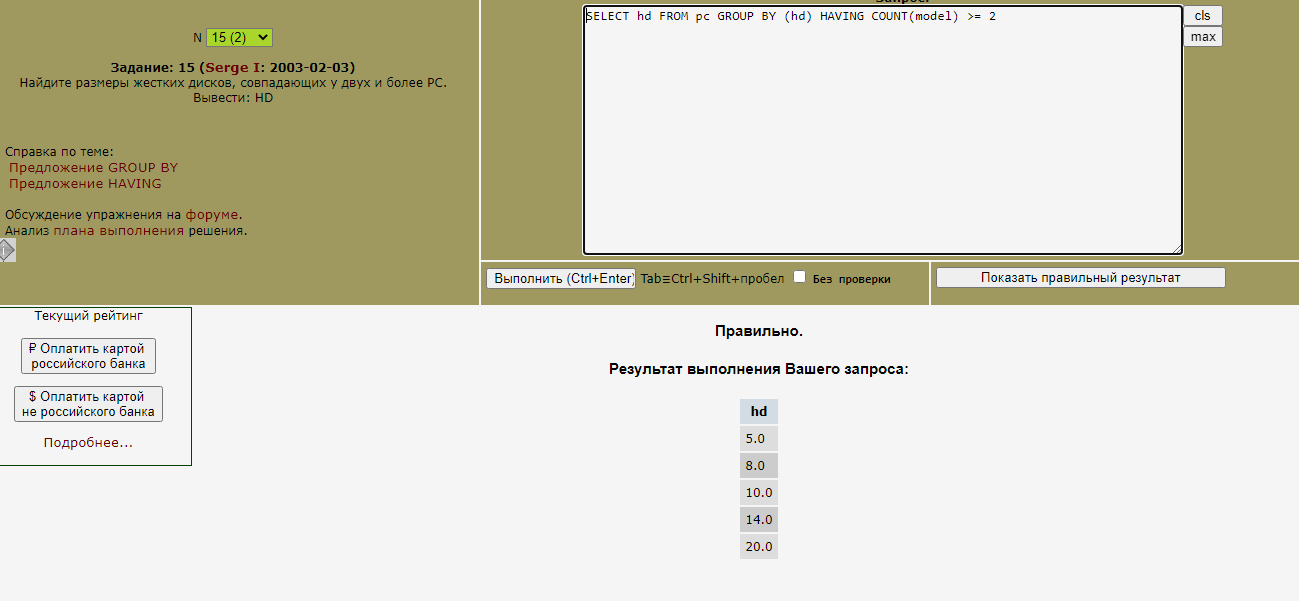 Запрос:
SELECT hd FROM pc GROUP BY (hd) HAVING COUNT(model) >= 2
cls
max
N 15 (2)
Задание: 15 (Serge I: 2003-02-03)
Найдите размеры жестких дисков, совпадающих у двух и более PC.
Вывести: HD
Справка по теме:
Предложение GROUP BY
Предложение HAVING
Обсуждение упражнения на форуме.
Анализ плана выполнения решения.
Выполнить (Ctrl+Enter) Tab≡Ctrl+Shift+пробел Без проверки
Показать правильный результат
Текущий рейтинг
₽ Оплатить картой
российского банка
$ Оплатить картой
не российского банка
Подробнее...
Правильно.
Результат выполнения Вашего запроса:
hd
5.0
8.0
10.0
14.0
20.0